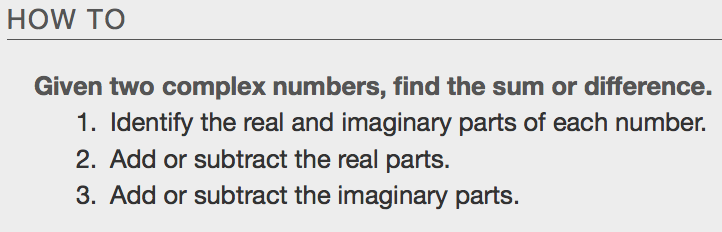 HOW TO
Given two complex numbers, find the sum or difference.
1. Identify the real and imaginary parts of each number.
2. Add or subtract the real parts.
3. Add or subtract the imaginary parts.